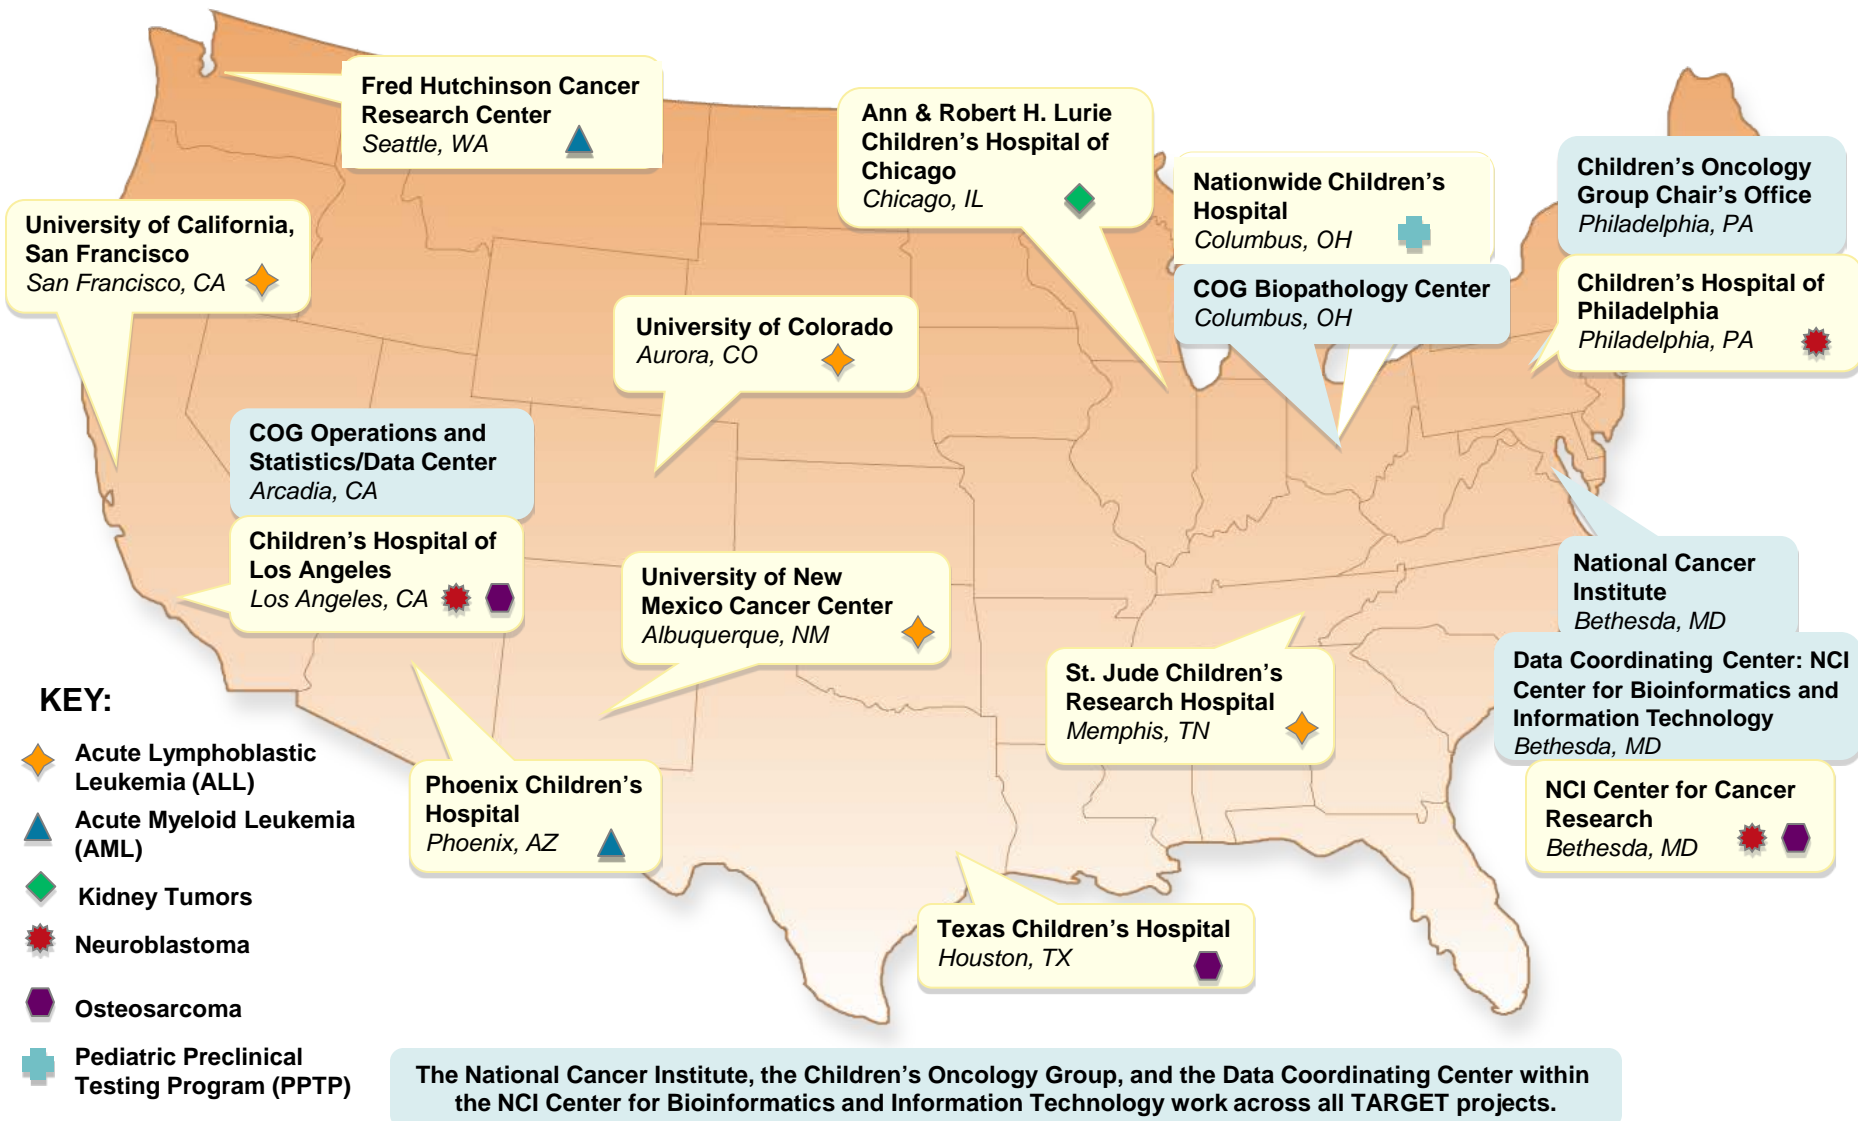 Fred Hutchinson Cancer
Research Center
Seattle, WA
Ann & Robert H. Lurie
Children’s Hospital of
Chicago
Chicago, IL
Nationwide Children’s
Hospital
Columbus, OH
COG Biopathology Center
Columbus, OH
Children’s Oncology
Group Chair’s Office
Philadelphia, PA
Children’s Hospital of
Philadelphia
Philadelphia, PA
University of California,
San Francisco
San Francisco, CA
University of Colorado
Aurora, CO
COG Operations and
Statistics/Data Center
Arcadia, CA
Children’s Hospital of
Los Angeles
Los Angeles, CA
University of New
Mexico Cancer Center
Albuquerque, NM
National Cancer
Institute
Bethesda, MD
Data Coordinating Center: NCI
Center for Bioinformatics and
Information Technology
Bethesda, MD
St. Jude Children’s
Research Hospital
Memphis, TN
NCI Center for Cancer
Research
Bethesda, MD
Phoenix Children’s
Hospital
Phoenix, AZ
Texas Children’s Hospital
Houston, TX
KEY:
Acute Lymphoblastic
Leukemia (ALL)
Acute Myeloid Leukemia
(AML)
Kidney Tumors
Neuroblastoma
Osteosarcoma
Pediatric Preclinical
Testing Program (PPTP)
The National Cancer Institute, the Children’s Oncology Group, and the Data Coordinating Center within
the NCI Center for Bioinformatics and Information Technology work across all TARGET projects.